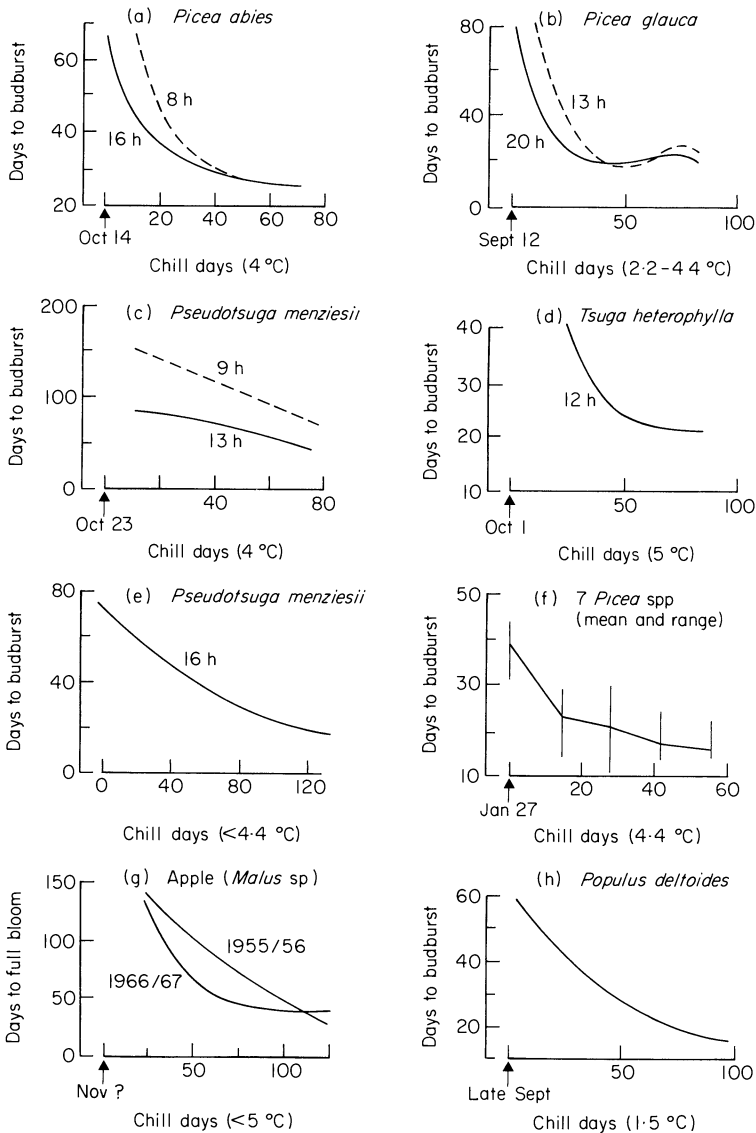 (a) Picea abies
Days to budburst
60
40
20
8 h
16 h
20 40 60 80
Oct 14
Chill days (4 °C)
(b) Picea glauca
Days to budburst
80
40
0
13 h
20 h
50 100
Sept 12
Chill days (2·2-4 4 °C)
(c) Pseudotsuga menziesii
Days to budburst
200
100
0
9 h
13 h
40 80
Oct 23
Chill days (4 °C)
(d) Tsuga heterophylla
Days to budburst
40
30
20
10
12 h
50 100
Oct 1
Chill days (5 °C)
(e) Pseudotsuga menziesii
Days to budburst
80
40
0
16 h
0 40 80 120
Chill days (<4·4 °C)
(f) 7 Picea spp
(mean and range)
Days to budburst
50
30
10
20 40 60
Jan 27
Chill days (4·4 °C)
(g) Apple (Malus sp)
Days to full bloom
150
100
50
0
1955/56
1966/67
50 100
Nov ?
Chill days (<5 °C)
(h) Populus deltoides
Days to budburst
60
40
20
50 100
Late Sept
Chill days (1·5 °C)